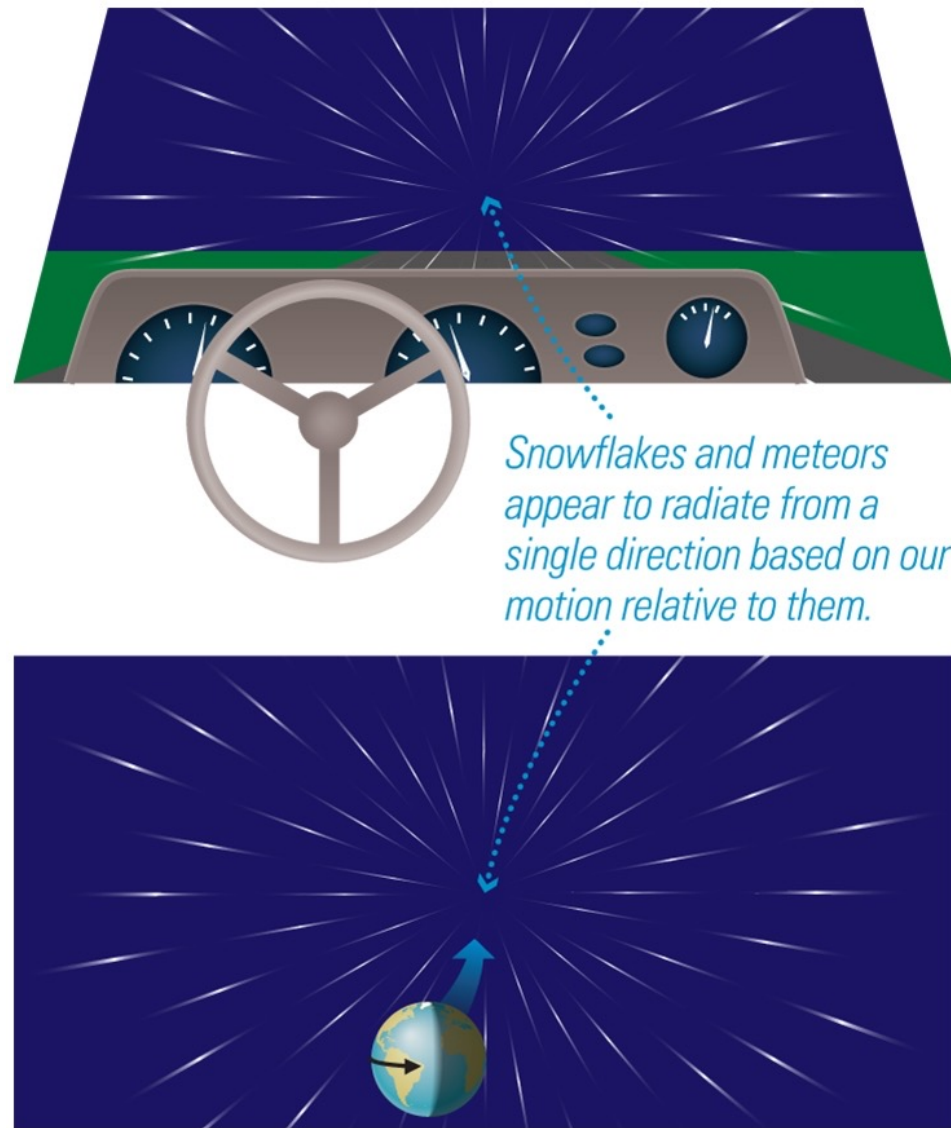 Snowflakes and meteors
appear to radiate from a
single direction based on our
motion relative to them.